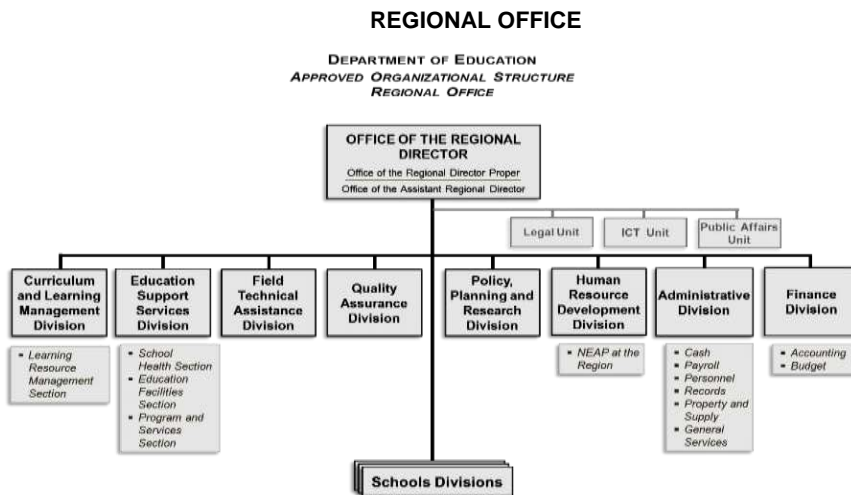 REGIONAL OFFICE
DEPARTMENT OF EDUCATION
APPROVED ORGANIZATIONAL STRUCTURE
REGIONAL OFFICE
OFFICE OF THE REGIONAL
DIRECTOR
Office of the Regional Director Proper
Office of the Assistant Regional Director
Legal Unit
ICT Unit
Public Affairs
Unit
Curriculum
and Learning
Management
Division
Education
Support
Services
Division
Field
Technical
Assistance
Division
Quality
Assurance
Division
Policy,
Planning and
Research
Division
Human
Resource
Development
Division
Administrative
Division
Finance
Division
▪ Learning
Resource
Management
Section
▪ School
Health Section
▪ Education
Facilities
Section
▪ Program and
Services
Section
▪ NEAP at the
Region
▪ Cash
▪ Payroll
▪ Personnel
▪ Records
▪ Property and
Supply
▪ General
Services
▪ Accounting
▪ Budget
Schools Divisions